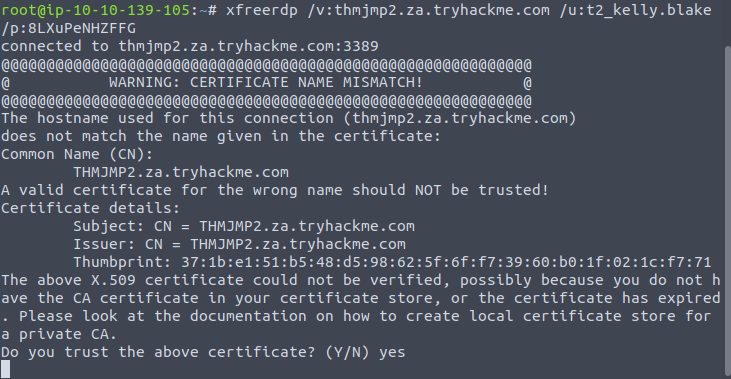 root@ip-10-10-139-105:~# xfreerdp /v:thmjmp2.za.tryhackme.com /u:t2_kelly.blake
/p:8LXuPeNHZFFG
connected to thmjmp2.za.tryhackme.com:3389
@@@@@@@@@@@@@@@@@@@@@@@@@@@@@@@@@@@@@@@@@@@@@@@@@@@@@@@@@@@
@           WARNING: CERTIFICATE NAME MISMATCH!           @
@@@@@@@@@@@@@@@@@@@@@@@@@@@@@@@@@@@@@@@@@@@@@@@@@@@@@@@@@@@
The hostname used for this connection (thmjmp2.za.tryhackme.com)
does not match the name given in the certificate:
Common Name (CN):
        THMJMP2.za.tryhackme.com
A valid certificate for the wrong name should NOT be trusted!
Certificate details:
        Subject: CN = THMJMP2.za.tryhackme.com
        Issuer: CN = THMJMP2.za.tryhackme.com
        Thumbprint: 37:1b:e1:51:b5:48:d5:98:62:5f:6f:f7:39:60:b0:1f:02:1c:f7:71
The above X.509 certificate could not be verified, possibly because you do not h
ave the CA certificate in your certificate store, or the certificate has expired
. Please look at the documentation on how to create local certificate store for
a private CA.
Do you trust the above certificate? (Y/N) yes